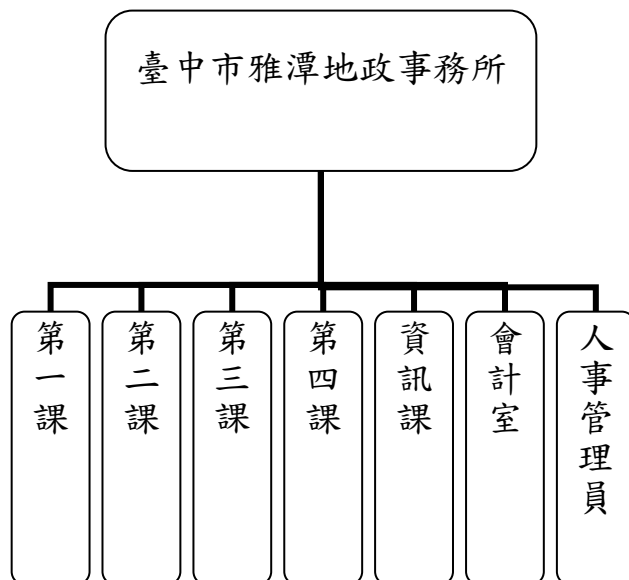 臺中市雅潭地政事務所
第一課
第二課
第三課
第四課
資訊課
會計室
人事管理員